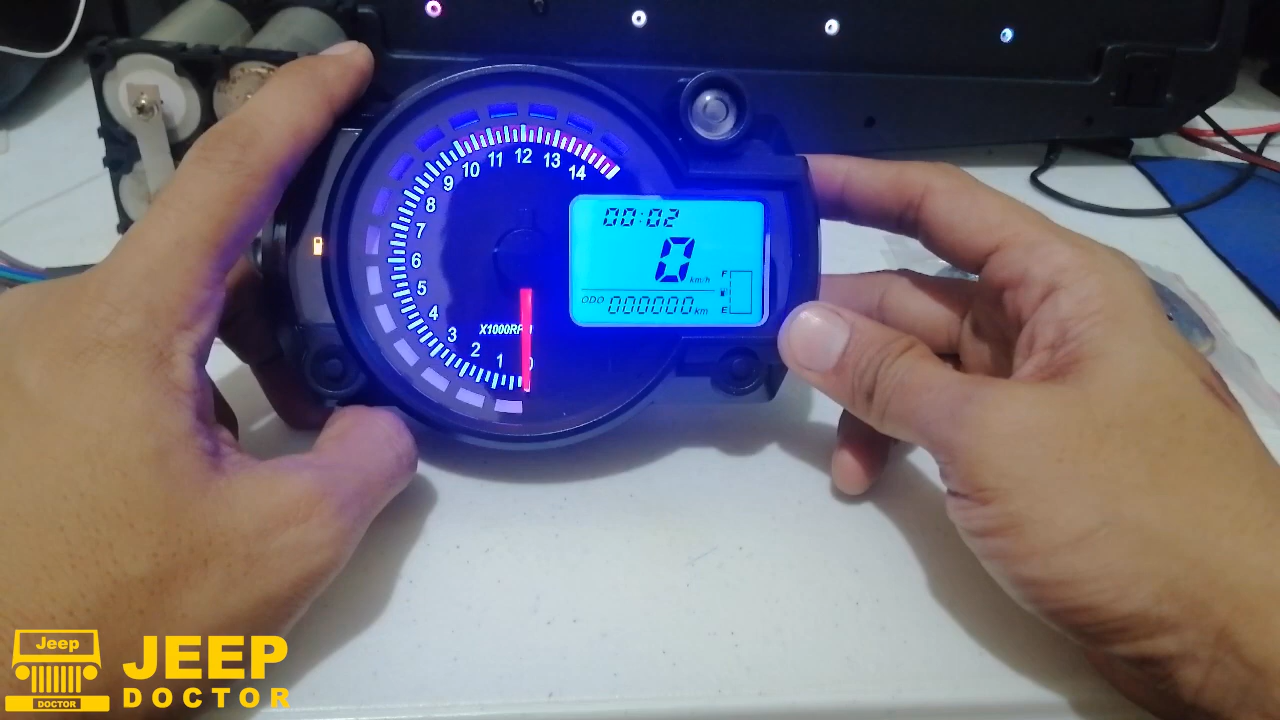 14
13
12
11
10
9
8
7
6
5
4
3
2
1
0
X1000RPM
00:02
0 km/h
F
E
ODO 000000 km
Jeep
DOCTOR
JEEP
DOCTOR